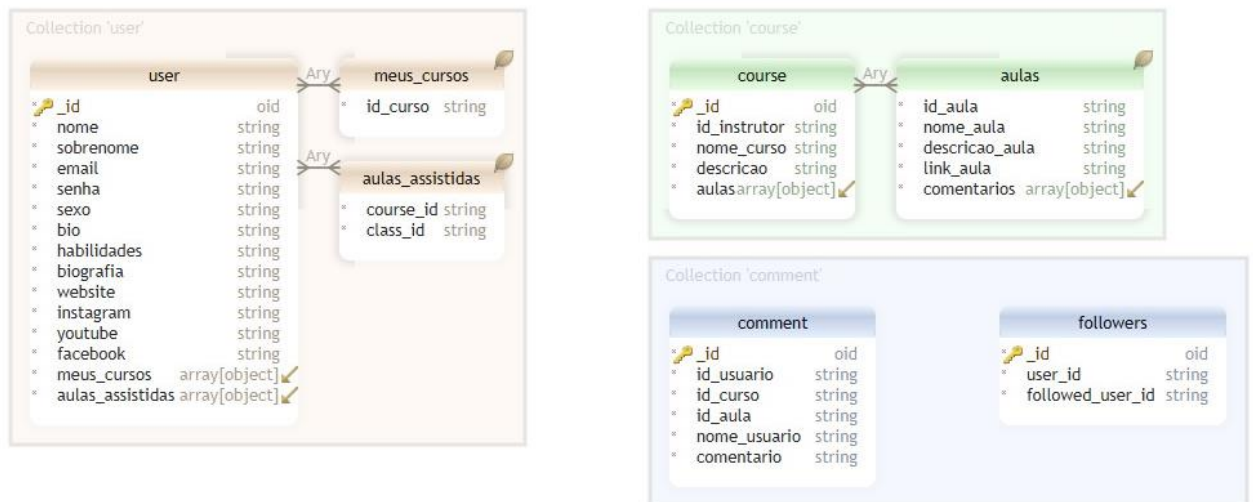 Collection 'user'
user
_id oid
nome string
sobrenome string
email string
senha string
sexo string
bio string
habilidades string
biografia string
website string
instagram string
youtube string
facebook string
meus_cursos array[object]
aulas_assistidas array[object]
Ary
meus_cursos
id_curso string
Ary
aulas_assistidas
course_id string
class_id string
Collection 'course'
course
_id oid
id_instrutor string
nome_curso string
descricao string
aulas array[object]
Ary
aulas
id_aula string
nome_aula string
descricao_aula string
link_aula string
comentarios array[object]
Collection 'comment'
comment
_id oid
id_usuario string
id_curso string
id_aula string
nome_usuario string
comentario string
followers
_id oid
user_id string
followed_user_id string